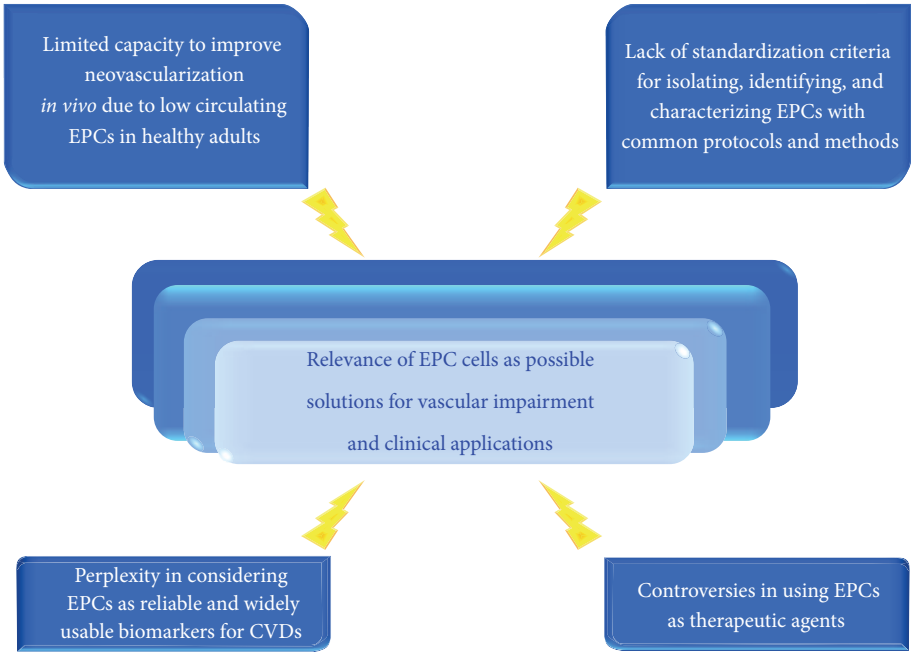 Limited capacity to improve
neovascularization
in vivo due to low circulating
EPCs in healthy adults
Lack of standardization criteria
for isolating, identifying, and
characterizing EPCs with
common protocols and methods
Relevance of EPC cells as possible
solutions for vascular impairment
and clinical applications
Perplexity in considering
EPCs as reliable and widely
usable biomarkers for CVDs
Controversies in using EPCs
as therapeutic agents